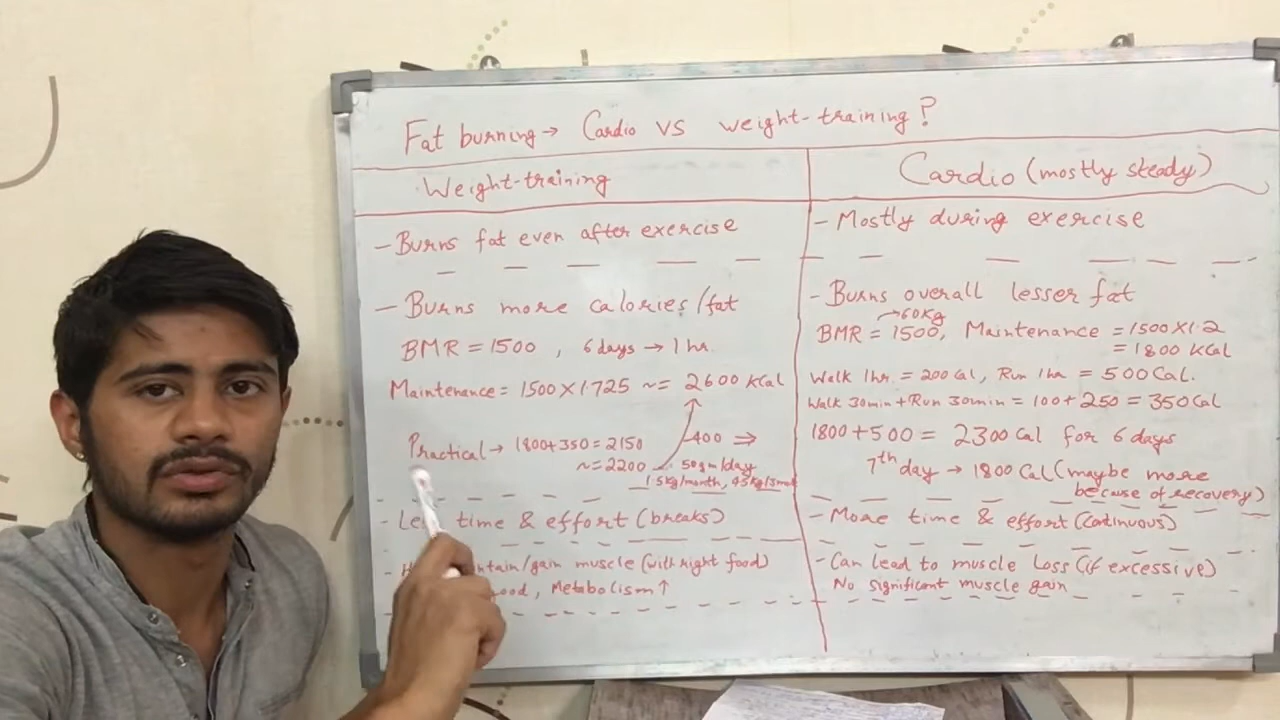 Fat burning → Cardio VS weight-training?
Weight-training
- Burns fat even after exercise
- Burns more calories/fat
BMR = 1500 , 6 days → 1 hr.
Maintenance = 1500 X 1.725 ~= 2600 KCal
Practical → 1800+350=2150
~=2200 400 ⇒
50gm/day
1.5kg/month, 4.5kg/3mon
- time & effort (breaks)
- /gain muscle (with right food)
, Metabolism ↑
Cardio (mostly steady)
- Mostly during exercise
- Burns overall lesser fat
→60Kg
BMR = 1500, Maintenance = 1500 X 1.2
= 1800 KCal
Walk 1hr. = 200 Cal, Run 1hr = 500 Cal.
Walk 30min + Run 30min = 100 + 250 = 350 Cal
1800 + 500 = 2300 Cal for 6 days
7th day → 1800 Cal (maybe more
because of recovery)
- More time & effort (Continuous)
- Can lead to muscle Loss (if excessive)
No significant muscle gain